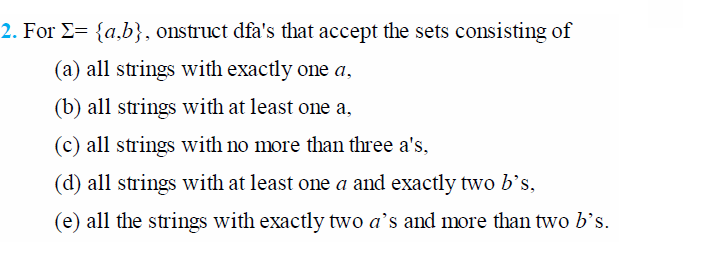 2. For Σ= {a,b}, onstruct dfa's that accept the sets consisting of
(a) all strings with exactly one a,
(b) all strings with at least one a,
(c) all strings with no more than three a's,
(d) all strings with at least one a and exactly two b’s,
(e) all the strings with exactly two a’s and more than two b’s.